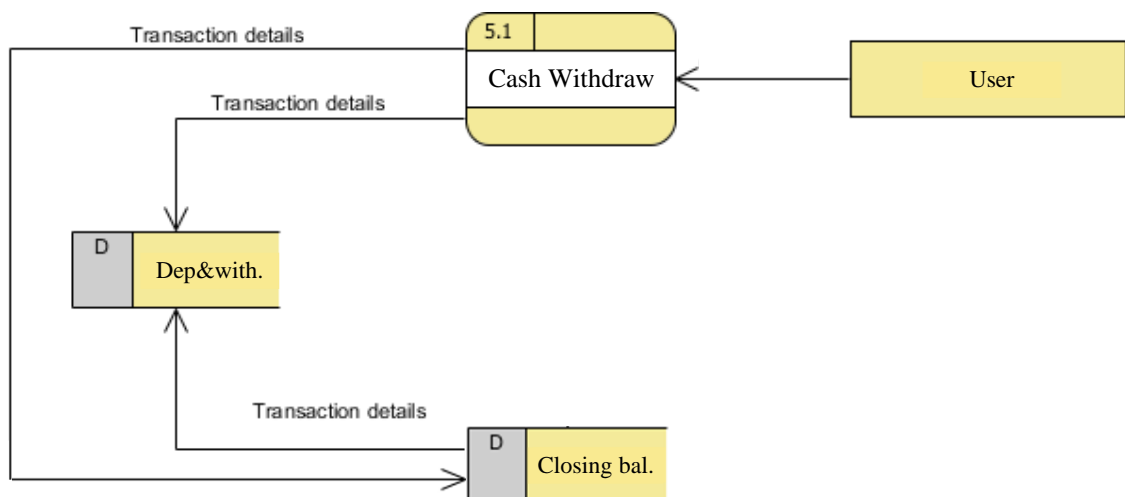 Transaction details
5.1
Cash Withdraw
User
Transaction details
D
Dep&with.
Transaction details
D
Closing bal.